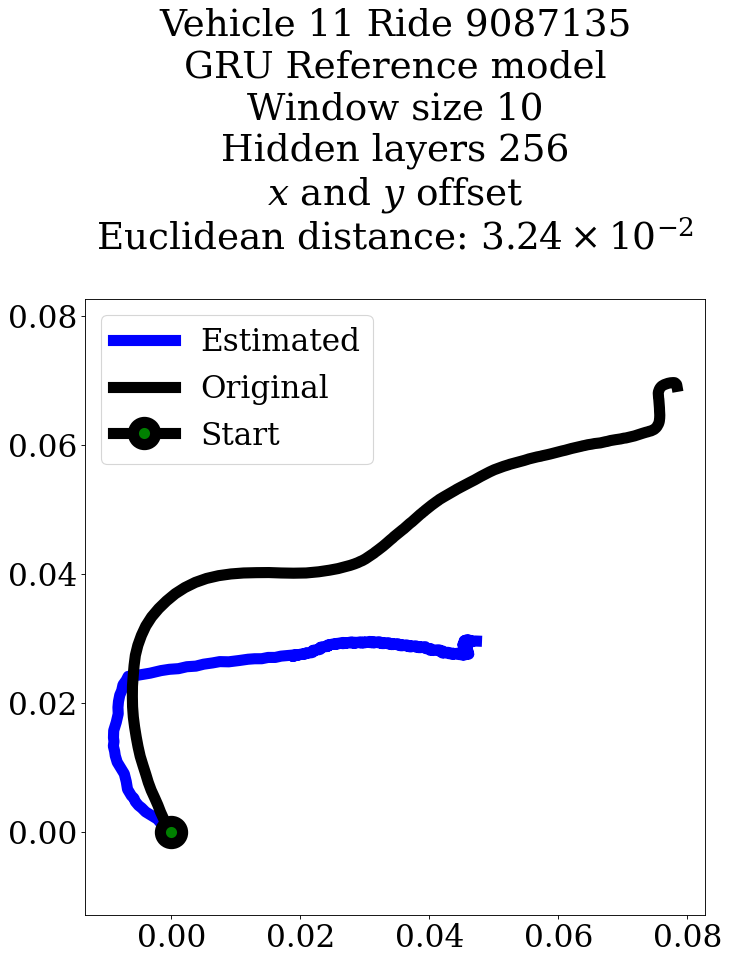 Vehicle 11 Ride 9087135
GRU Reference model
Window size 10
Hidden layers 256
x and y offset
Euclidean distance: 3.24 × 10⁻²
0.08
0.06
0.04
0.02
0.00
Estimated
Original
Start
0.00 0.02 0.04 0.06 0.08